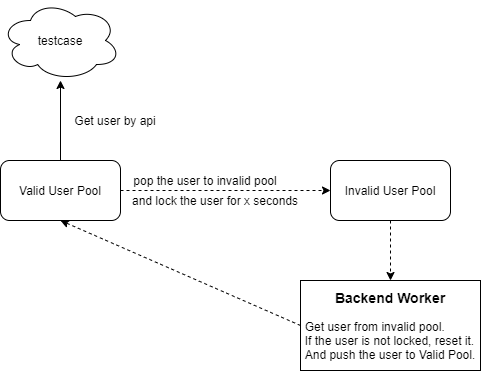 testcase
Get user by api
Valid User Pool
pop the user to invalid pool
and lock the user for x seconds
Invalid User Pool
Backend Worker
Get user from invalid pool.
If the user is not locked, reset it.
And push the user to Valid Pool.